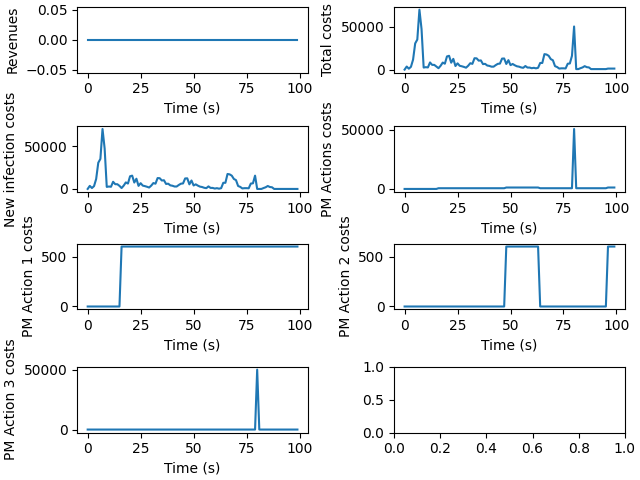 Revenues
0.05
0.00
−0.05
0 25 50 75 100
Time (s)
Total costs
50000
0
0 25 50 75 100
Time (s)
New infection costs
50000
0
0 25 50 75 100
Time (s)
PM Actions costs
50000
0
0 25 50 75 100
Time (s)
PM Action 1 costs
500
0
0 25 50 75 100
Time (s)
PM Action 2 costs
500
0
0 25 50 75 100
Time (s)
PM Action 3 costs
50000
0
0 25 50 75 100
Time (s)
1.0
0.5
0.0
0.0 0.2 0.4 0.6 0.8 1.0